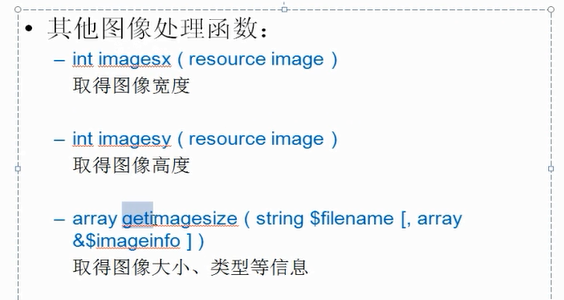 • 其他图像处理函数：
– int imagesx ( resource image )
取得图像宽度
– int imagesy ( resource image )
取得图像高度
– array getimagesize ( string $filename [, array
&$imageinfo ] )
取得图像大小、类型等信息